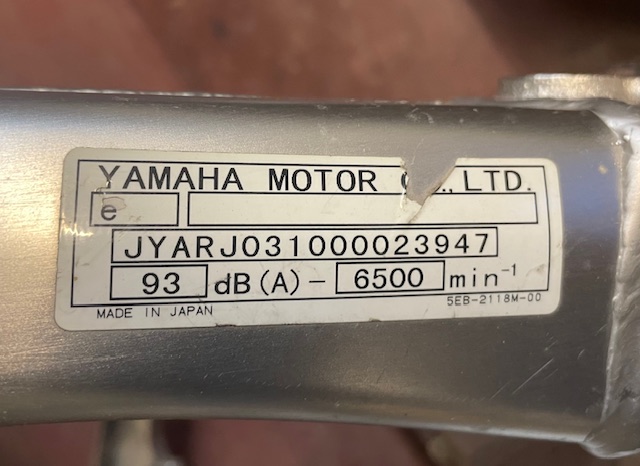 YAMAHA MOTOR ., LTD.
e
JYARJ031000023947
93 dB(A) - 6500 min-1
5EB-2118M-00
MADE IN JAPAN